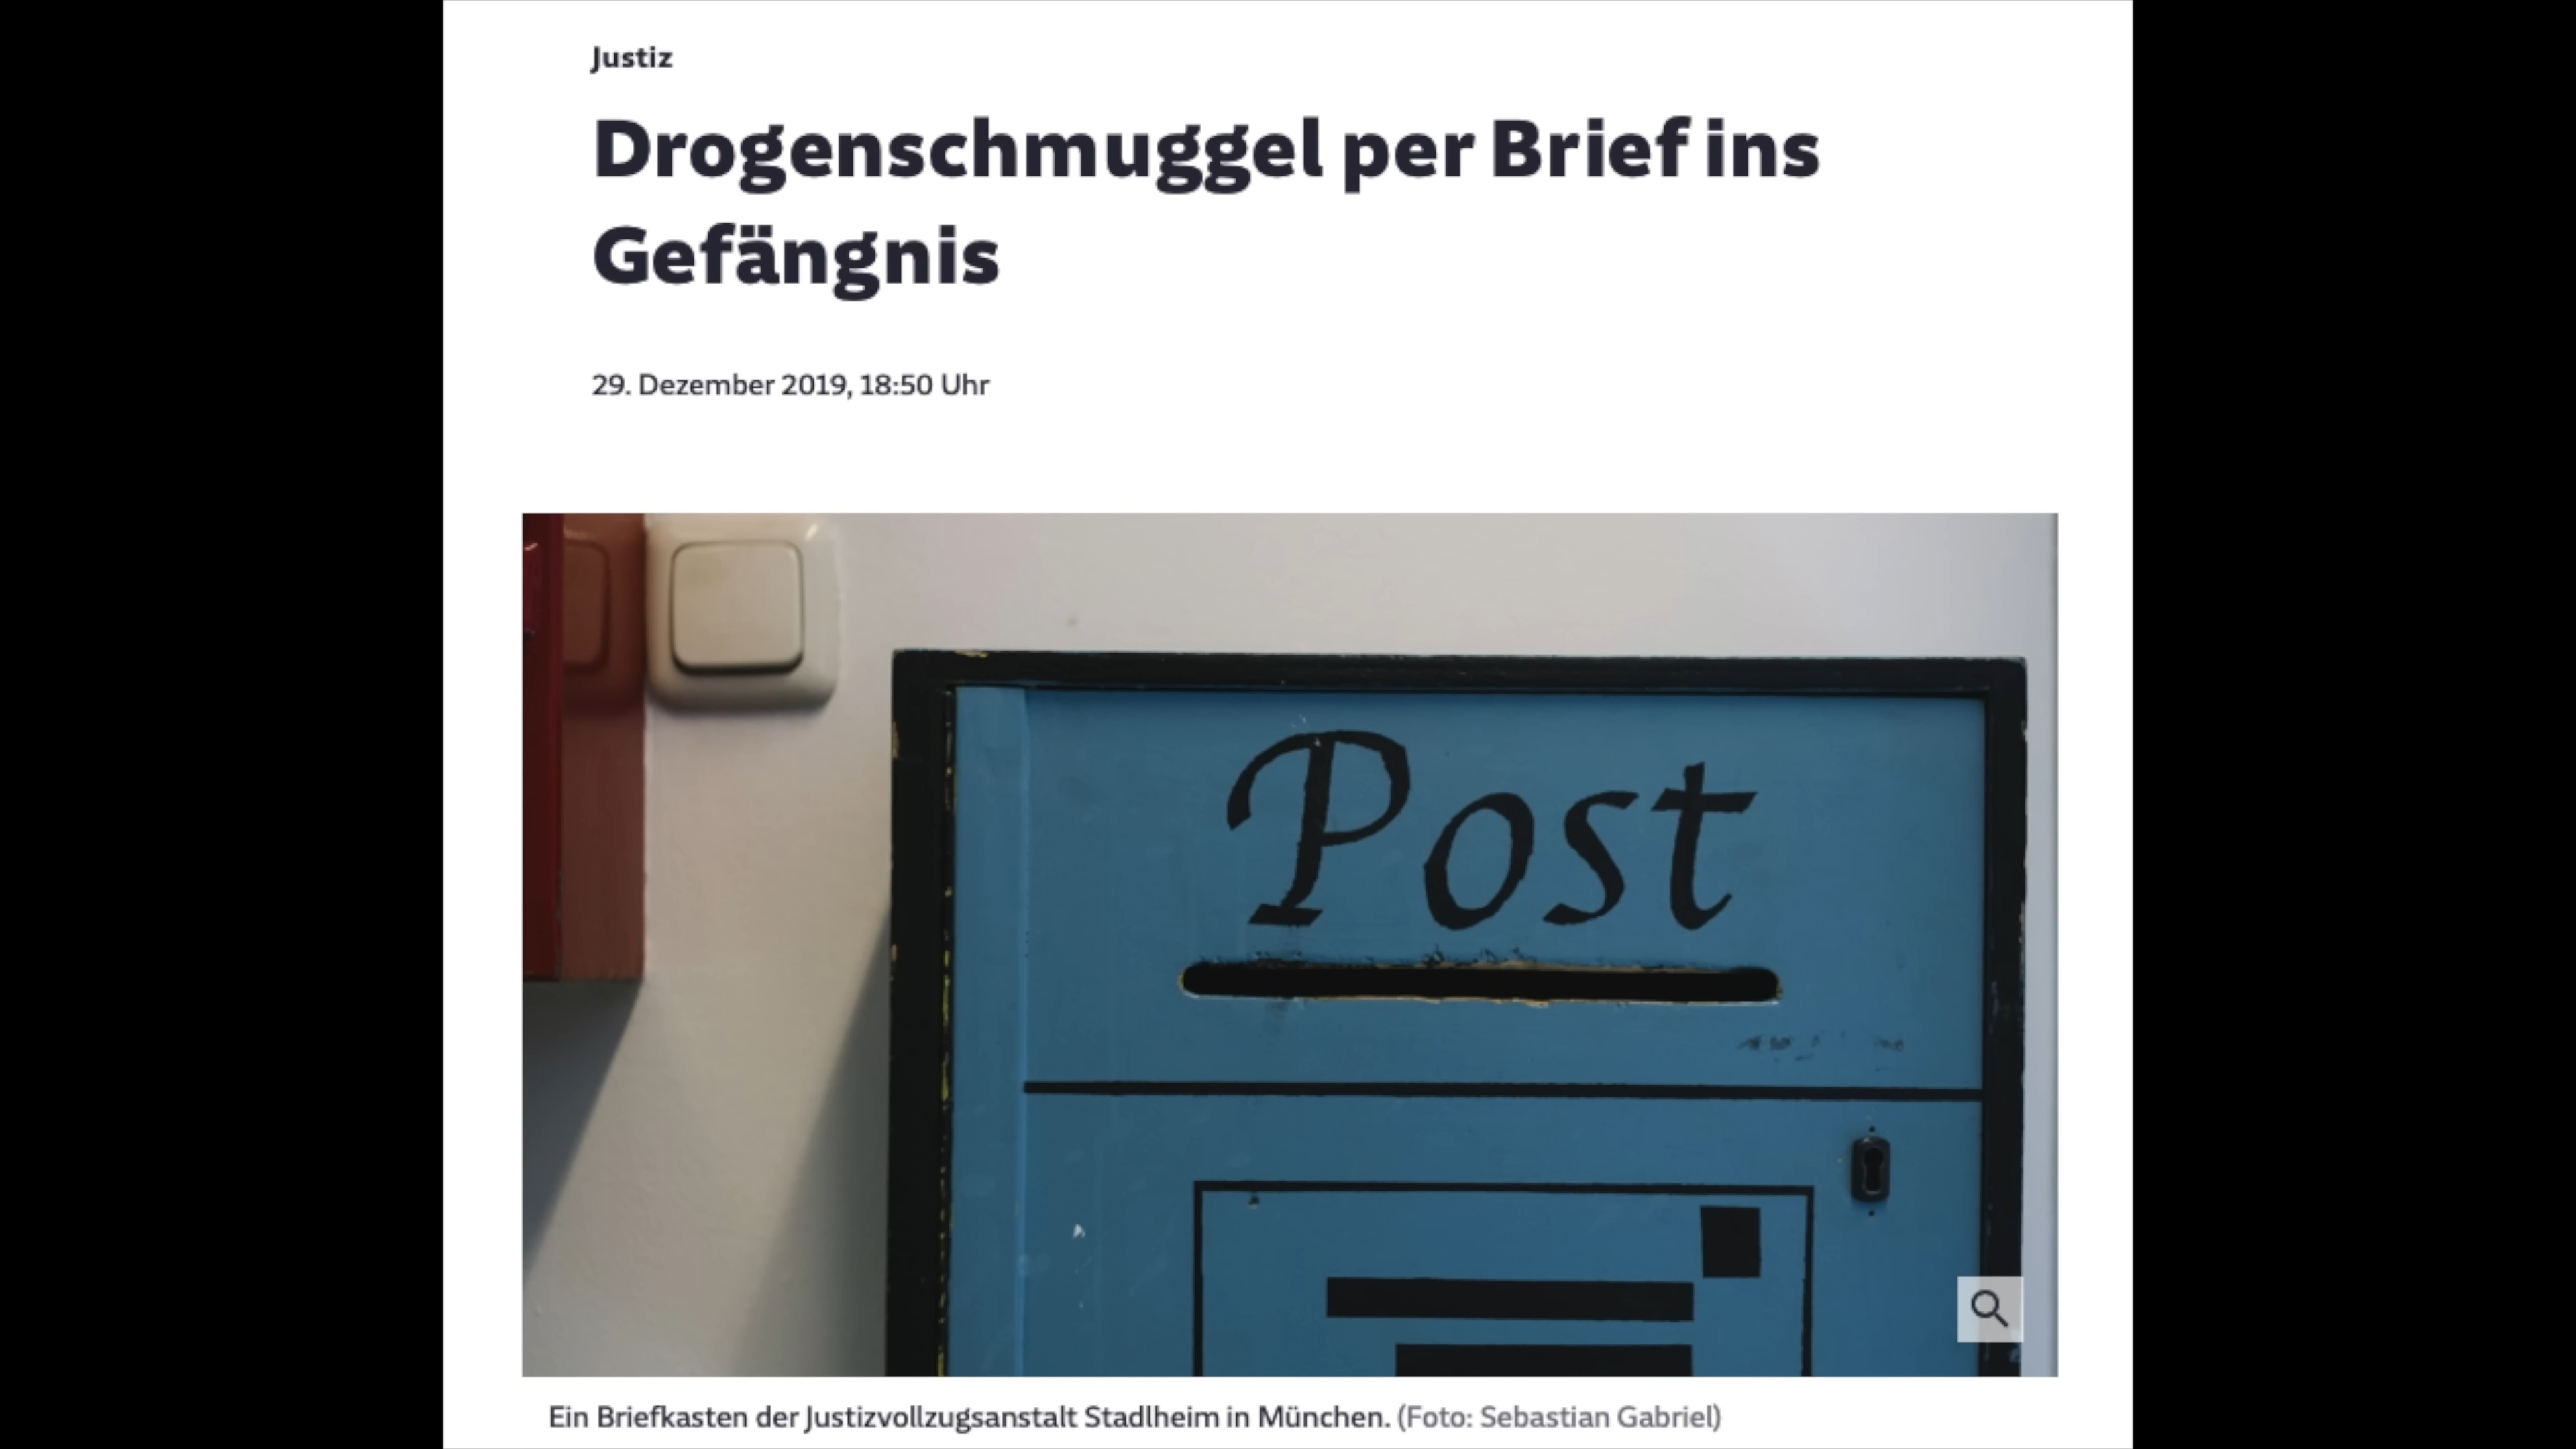 Justiz
Drogenschmuggel per Brief ins
Gefängnis
29. Dezember 2019, 18:50 Uhr
Post
Ein Briefkasten der Justizvollzugsanstalt Stadlheim in München. (Foto: Sebastian Gabriel)